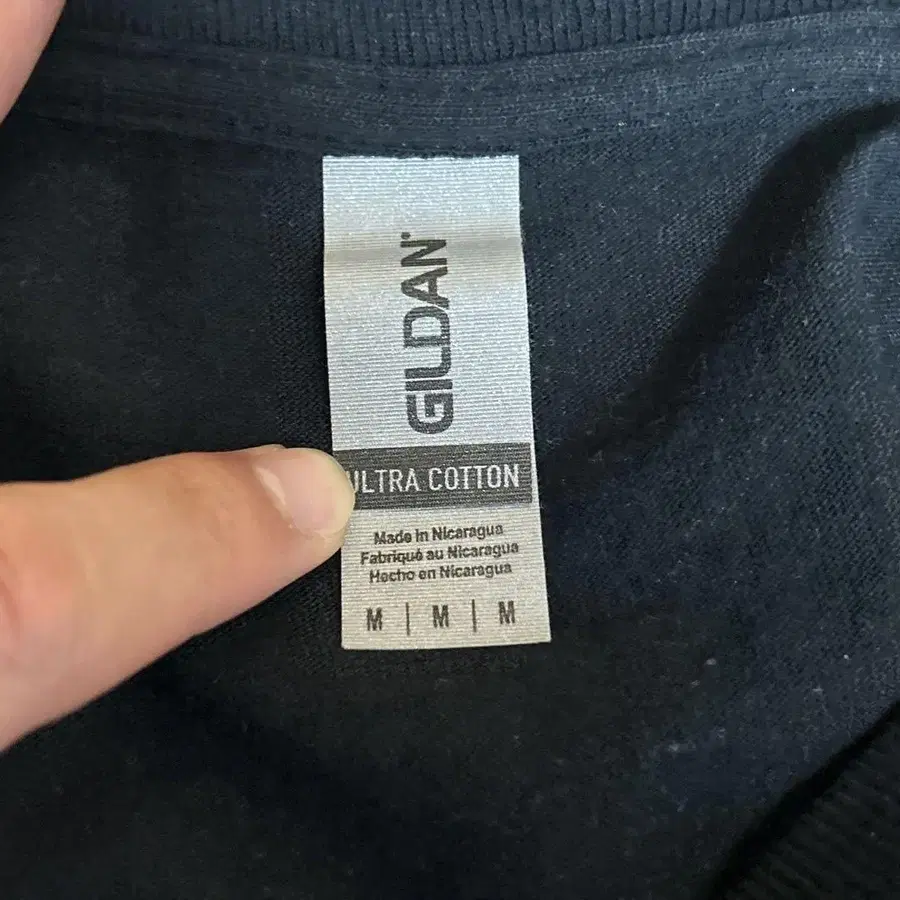 GILDAN®
ULTRA COTTON
Made in Nicaragua
Fabriqué au Nicaragua
Hecho en Nicaragua
M | M | M